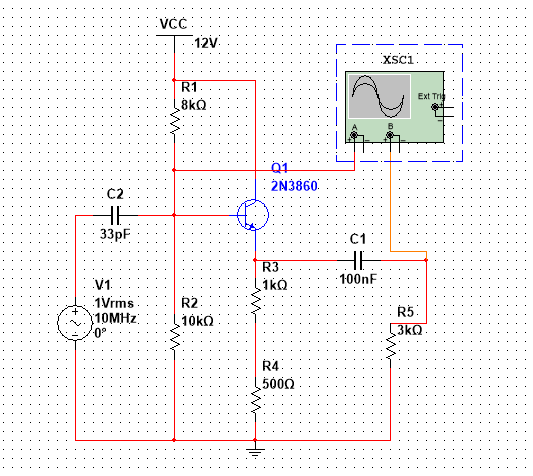 VCC
12V
XSC1
R1
8kΩ
Ext Trig
+
−
A
B
+ − + −
Q1
2N3860
C2
33pF
C1
100nF
R3
1kΩ
V1
1Vrms
10MHz
0°
R2
10kΩ
R5
3kΩ
R4
500Ω